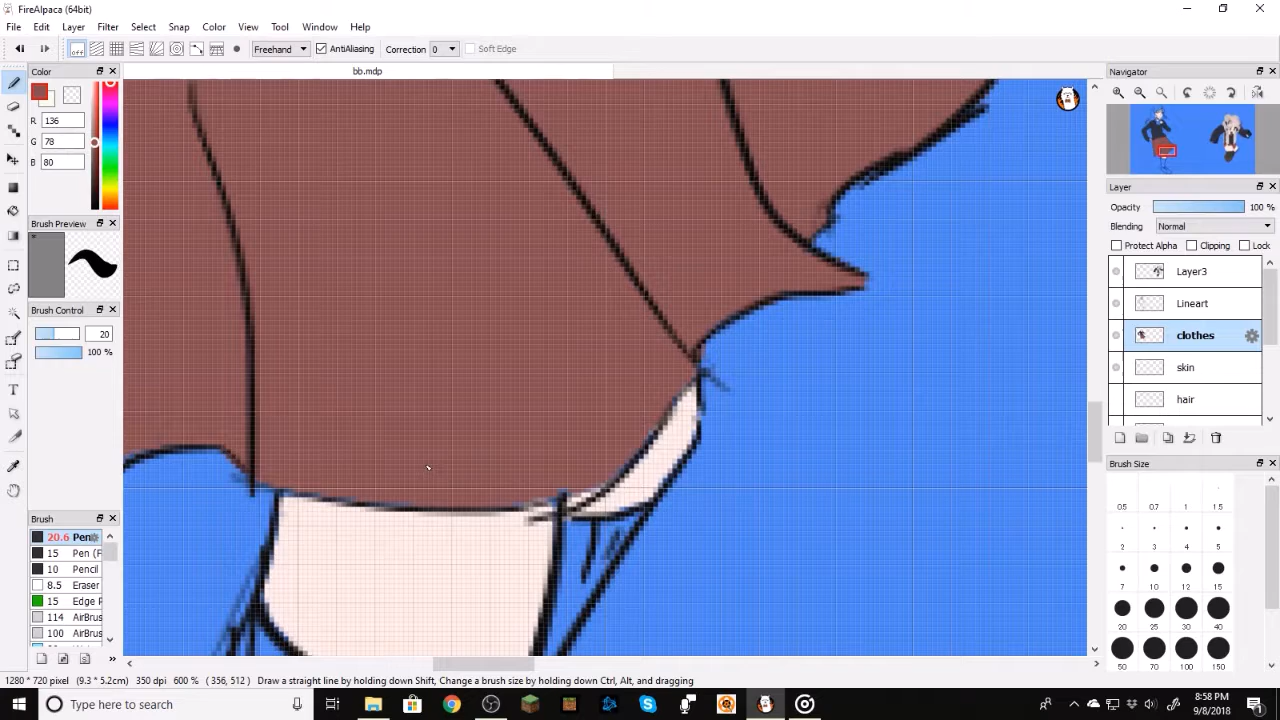 FireAlpaca (64bit)
File Edit Layer Filter Select Snap Color View Tool Window Help
off Freehand AntiAliasing Correction 0 Soft Edge
Color
bb.mdp
Navigator
R 136
G 78
B 80
Layer
Opacity 100 %
Blending Normal
Protect Alpha Clipping Lock
Brush Preview
Layer3
Lineart
clothes
skin
hair
Brush Control
20
100 %
Brush Size
0.5 0.7 1 1.5
2 3 4 5
7 10 12 15
20 25 30 40
50 70 100 150
Brush
20.6 Pen
15 Pen (F
10 Pencil
8.5 Eraser
15 Edge P
114 AirBrus
100 AirBrus
1280 * 720 pixel (9.3 * 5.2cm) 350 dpi 600 % ( 356, 512 ) Draw a straight line by holding down Shift, Change a brush size by holding down Ctrl, Alt, and dragging
Type here to search
8:58 PM
9/8/2018